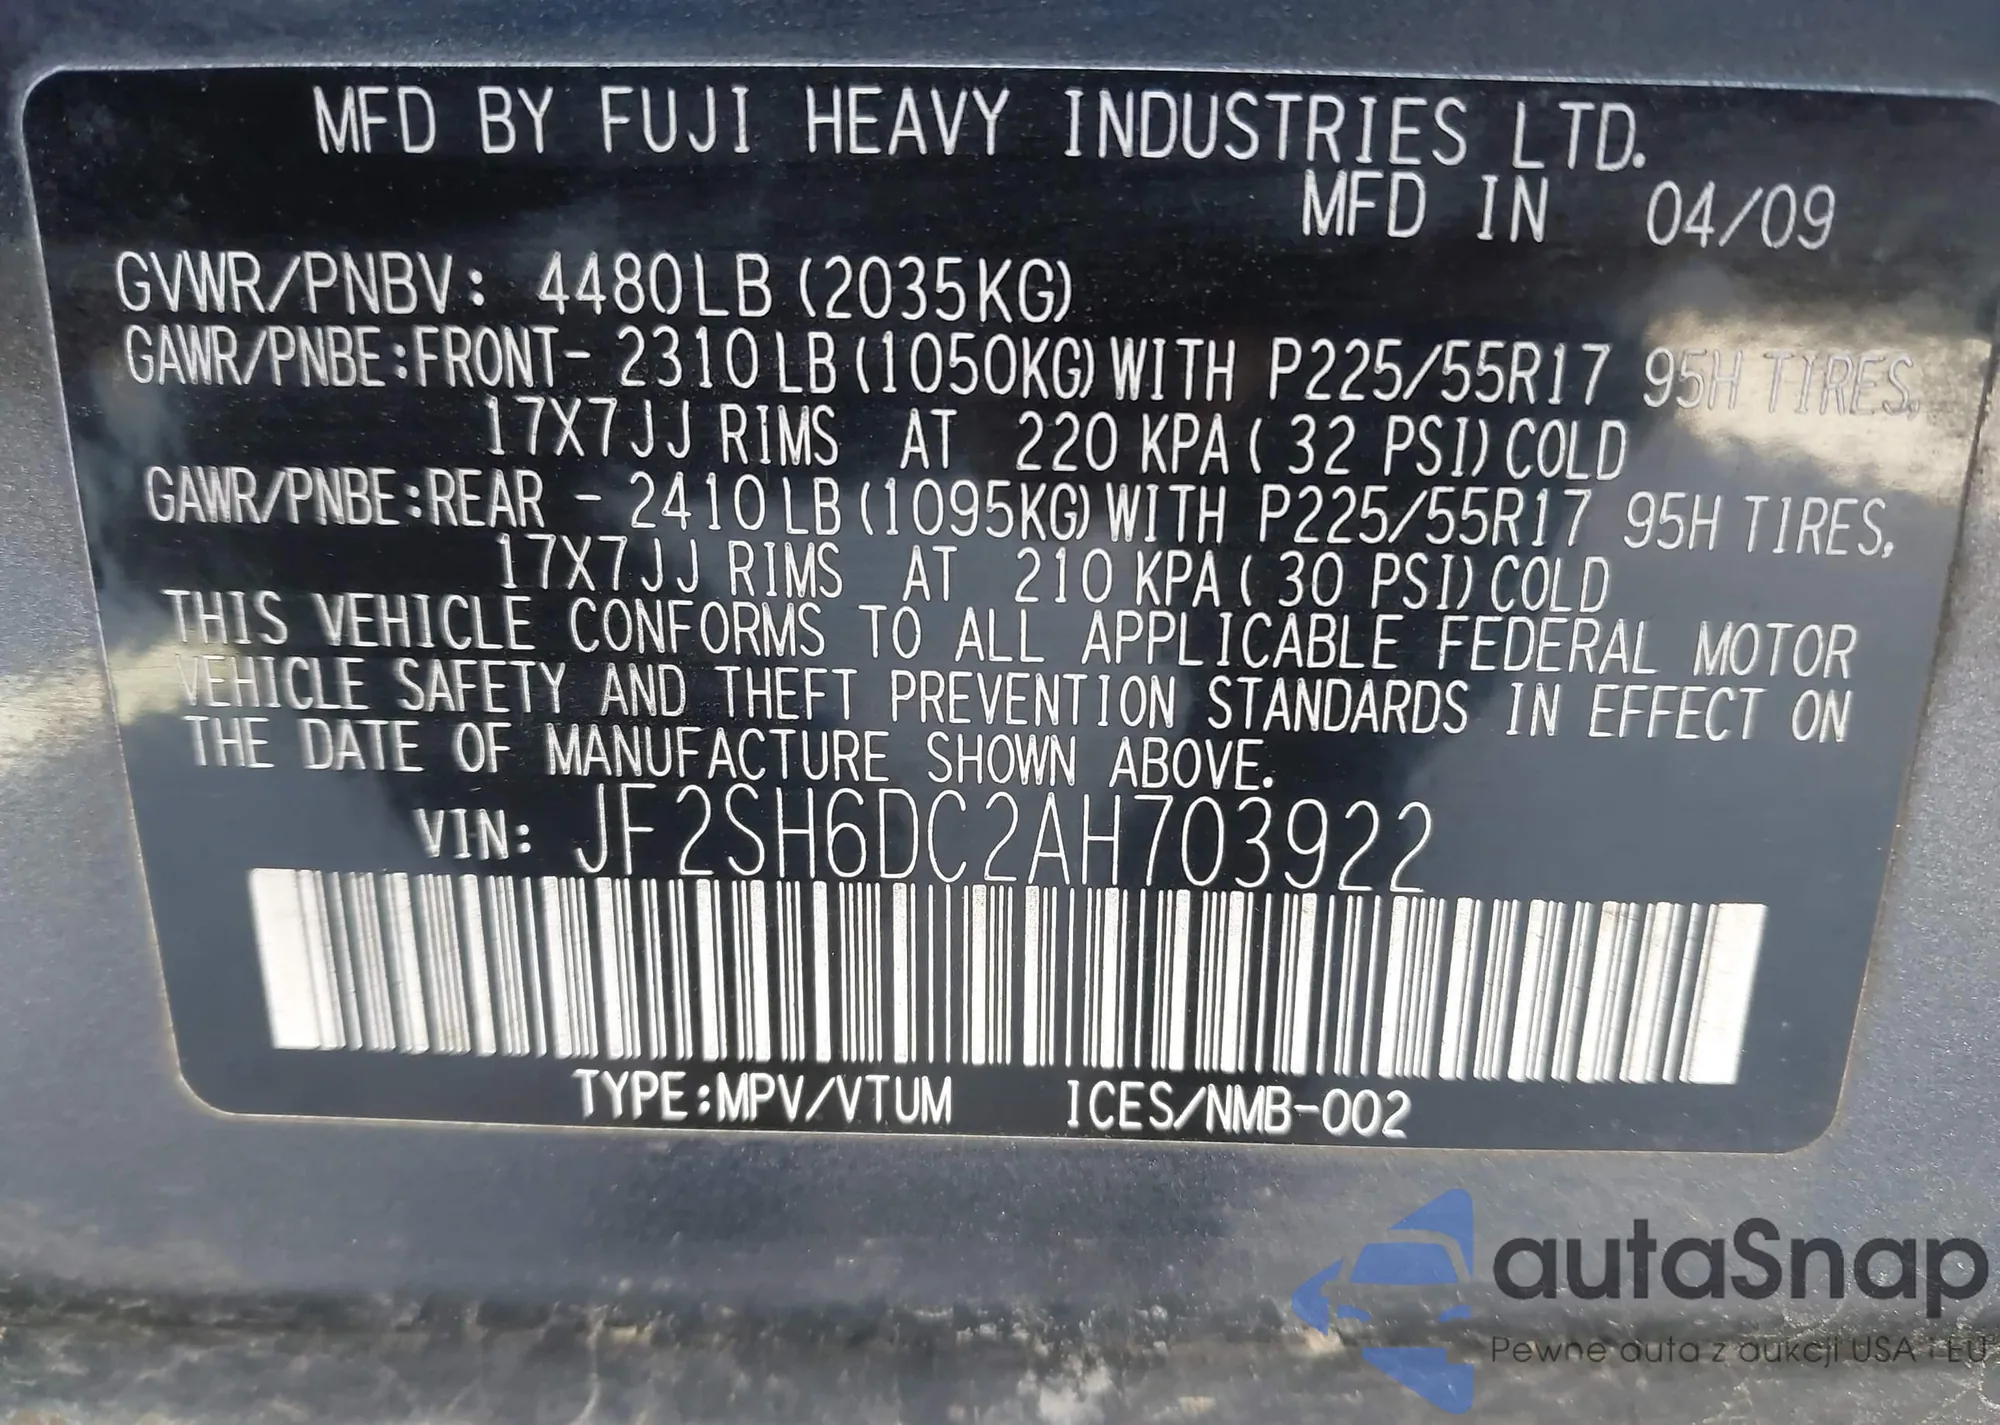 MFD BY FUJI HEAVY INDUSTRIES LTD.
MFD IN 04/09
GVWR/PNBV: 4480LB (2035KG)
GAWR/PNBE:FRONT- 2310LB (1050KG) WITH P225/55R17 95H TIRES,
17X7JJ RIMS AT 220 KPA ( 32 PSI) COLD
GAWR/PNBE:REAR - 2410LB (1095KG) WITH P225/55R17 95H TIRES,
17X7JJ RIMS AT 210 KPA ( 30 PSI) COLD
THIS VEHICLE CONFORMS TO ALL APPLICABLE FEDERAL MOTOR
VEHICLE SAFETY AND THEFT PREVENTION STANDARDS IN EFFECT ON
THE DATE OF MANUFACTURE SHOWN ABOVE.
VIN: JF2SH6DC2AH703922
TYPE:MPV/VTUM ICES/NMB-002
autaSnap
Pewne auta z aukcji USA i EU